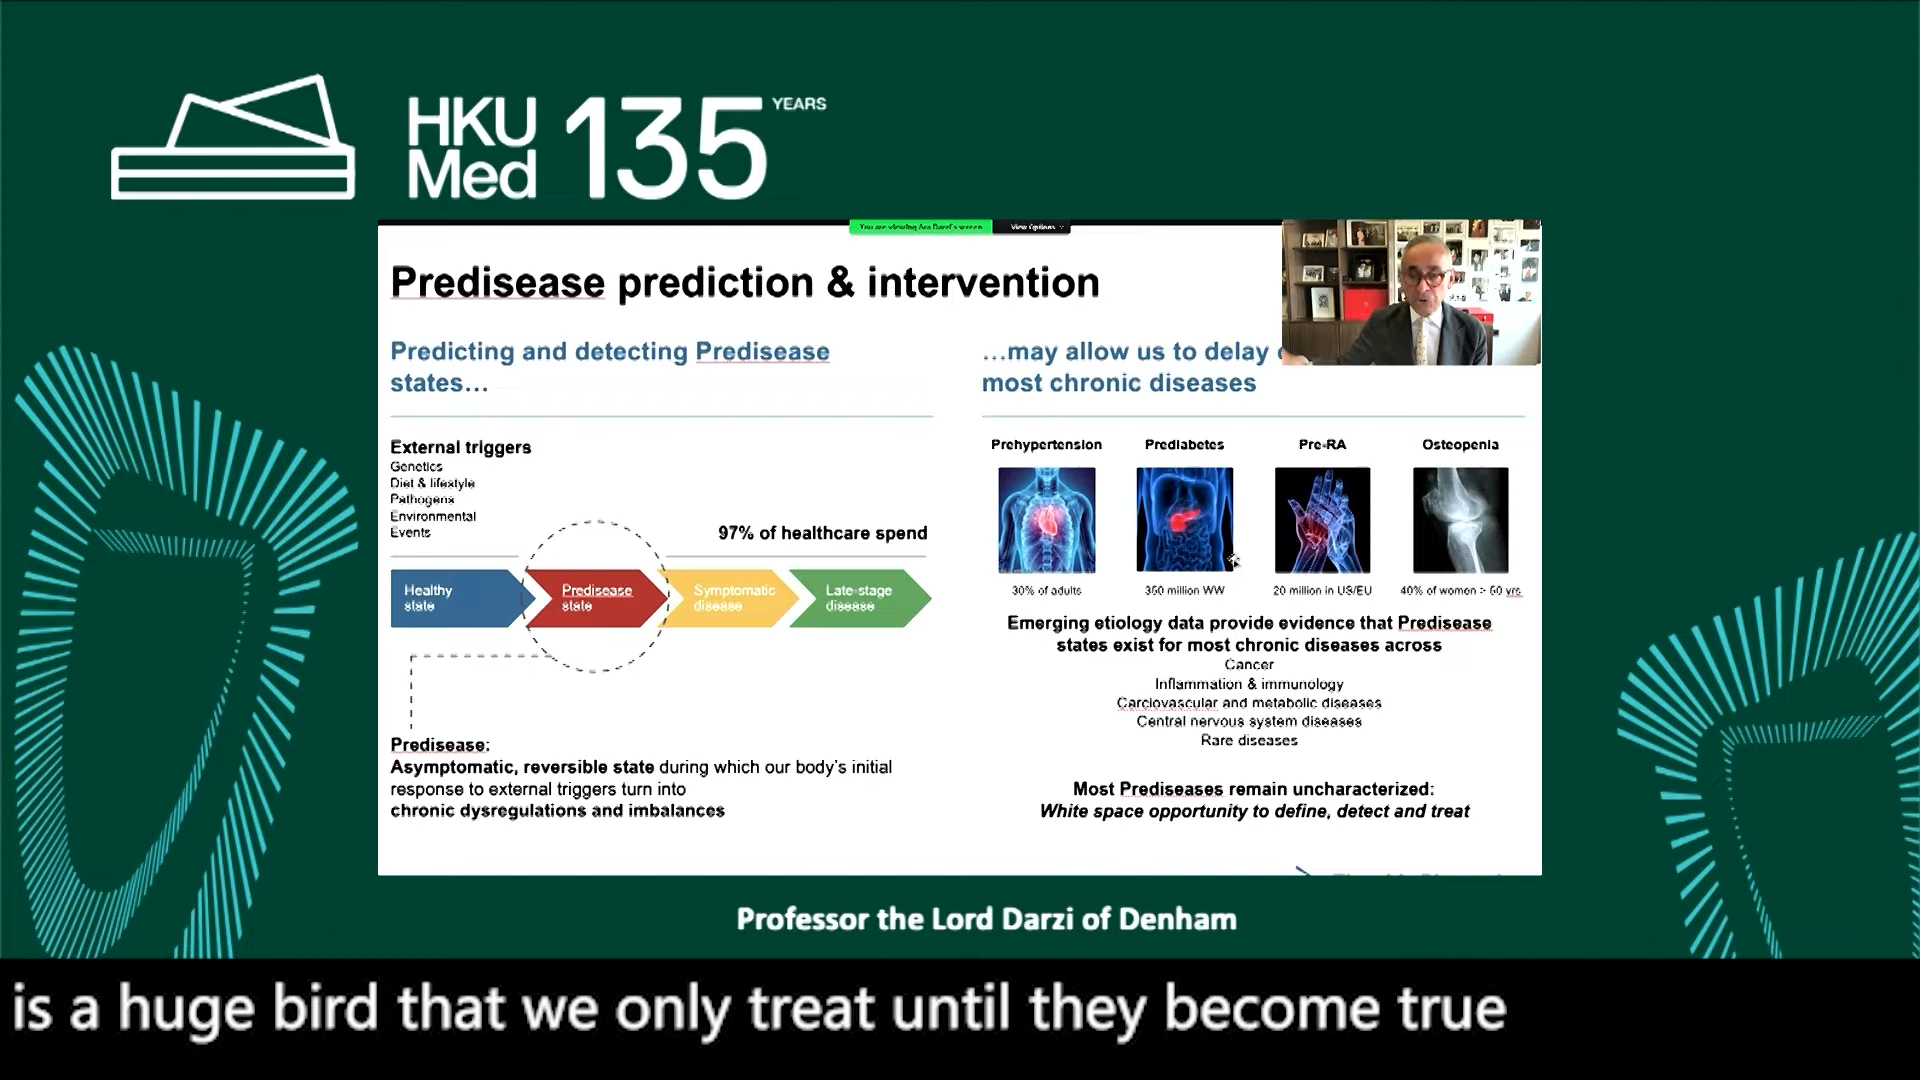 HKU
Med
135
YEARS
You are viewing Ara Darzi's screen
View Options
Predisease prediction & intervention
Predicting and detecting Predisease
states...
...may allow us to delay
most chronic diseases
External triggers
Genetics
Diet & lifestyle
Pathogens
Environmental
Events
97% of healthcare spend
Healthy
state
Predisease
state
Symptomatic
disease
Late-stage
disease
Predisease:
Asymptomatic, reversible state during which our body's initial
response to external triggers turn into
chronic dysregulations and imbalances
Prehypertension
Prediabetes
Pre-RA
Osteopenia
30% of adults
350 million WW
20 million in US/EU
40% of women > 50 yrs
Emerging etiology data provide evidence that Predisease
states exist for most chronic diseases across
Cancer
Inflammation & immunology
Cardiovascular and metabolic diseases
Central nervous system diseases
Rare diseases
Most Prediseases remain uncharacterized:
White space opportunity to define, detect and treat
Professor the Lord Darzi of Denham
is a huge bird that we only treat until they become true